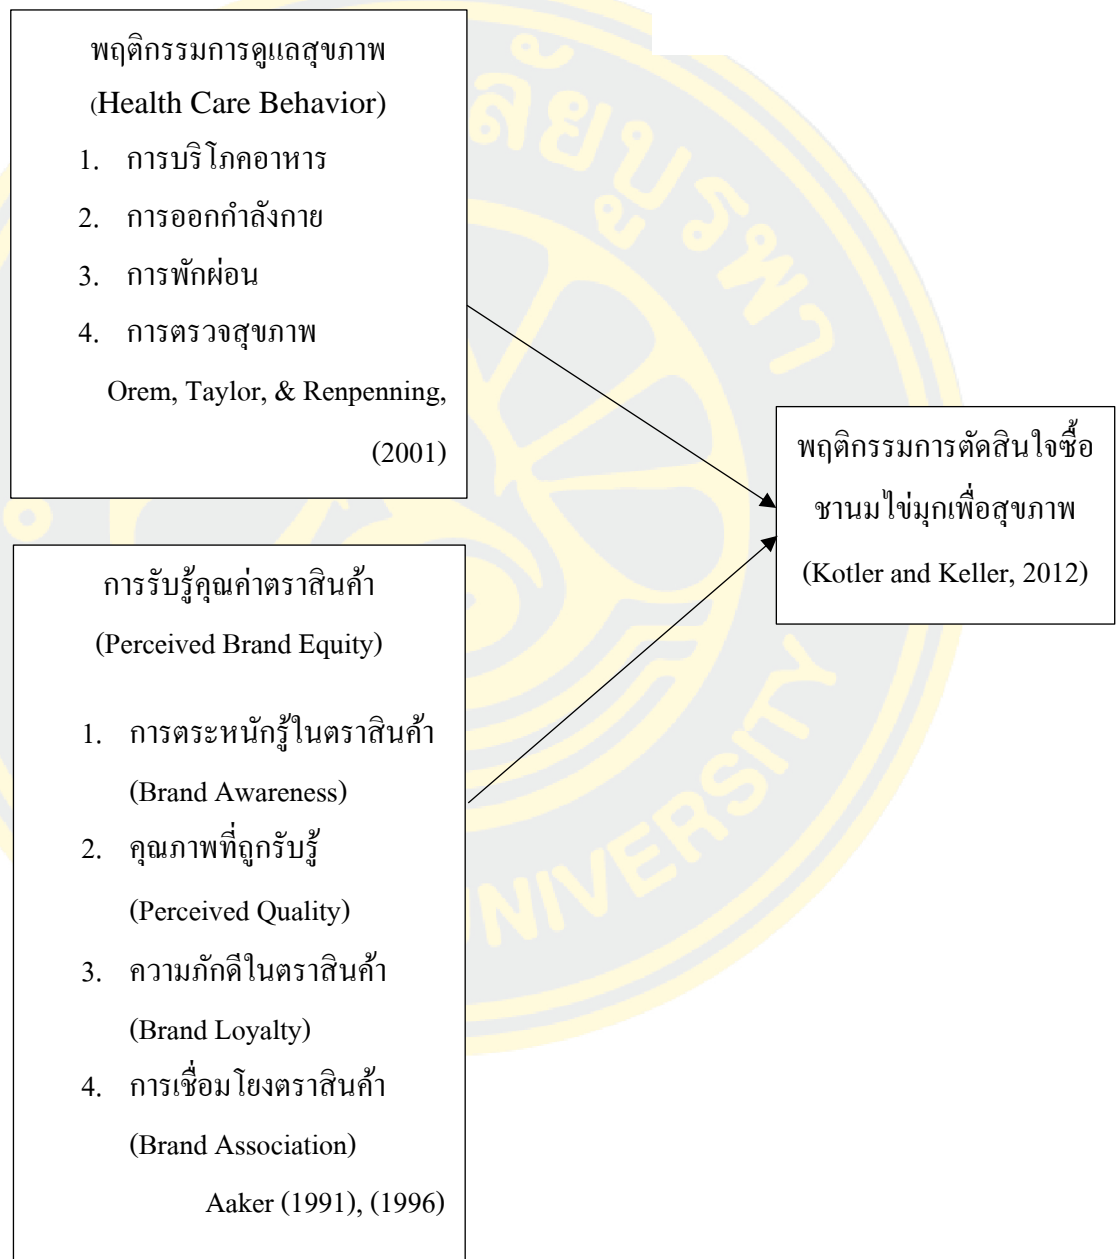 พฤติกรรมการดูแลสุขภาพ
(Health Care Behavior)
1. การบริโภคอาหาร
2. การออกกำลังกาย
3. การพักผ่อน
4. การตรวจสุขภาพ
Orem, Taylor, & Renpenning,
(2001)
พฤติกรรมการตัดสินใจซื้อ
ชานมไข่มุกเพื่อสุขภาพ
(Kotler and Keller, 2012)
การรับรู้คุณค่าตราสินค้า
(Perceived Brand Equity)
1. การตระหนักรู้ในตราสินค้า
(Brand Awareness)
2. คุณภาพที่ถูกรับรู้
(Perceived Quality)
3. ความภักดีในตราสินค้า
(Brand Loyalty)
4. การเชื่อมโยงตราสินค้า
(Brand Association)
Aaker (1991), (1996)
ลัยบูรพา
UNIVERSITY